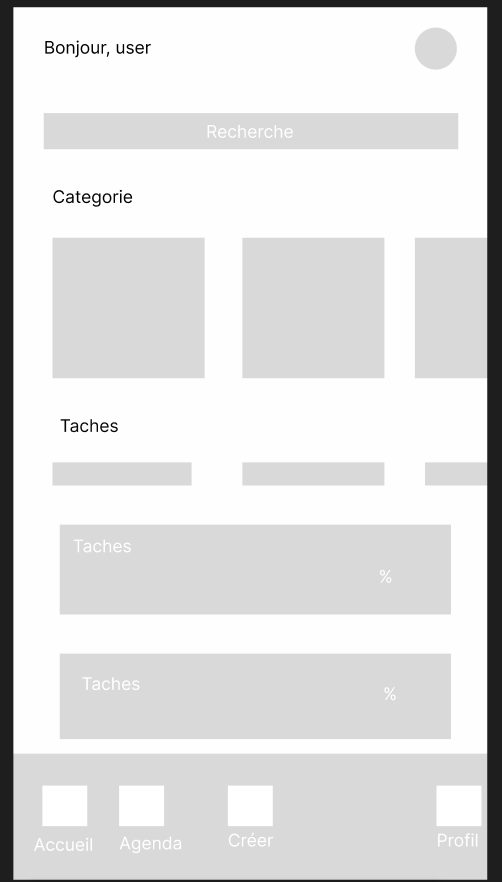 Bonjour, user
Recherche
Categorie
Taches
Taches
%
Taches
%
Accueil
Agenda
Créer
Profil